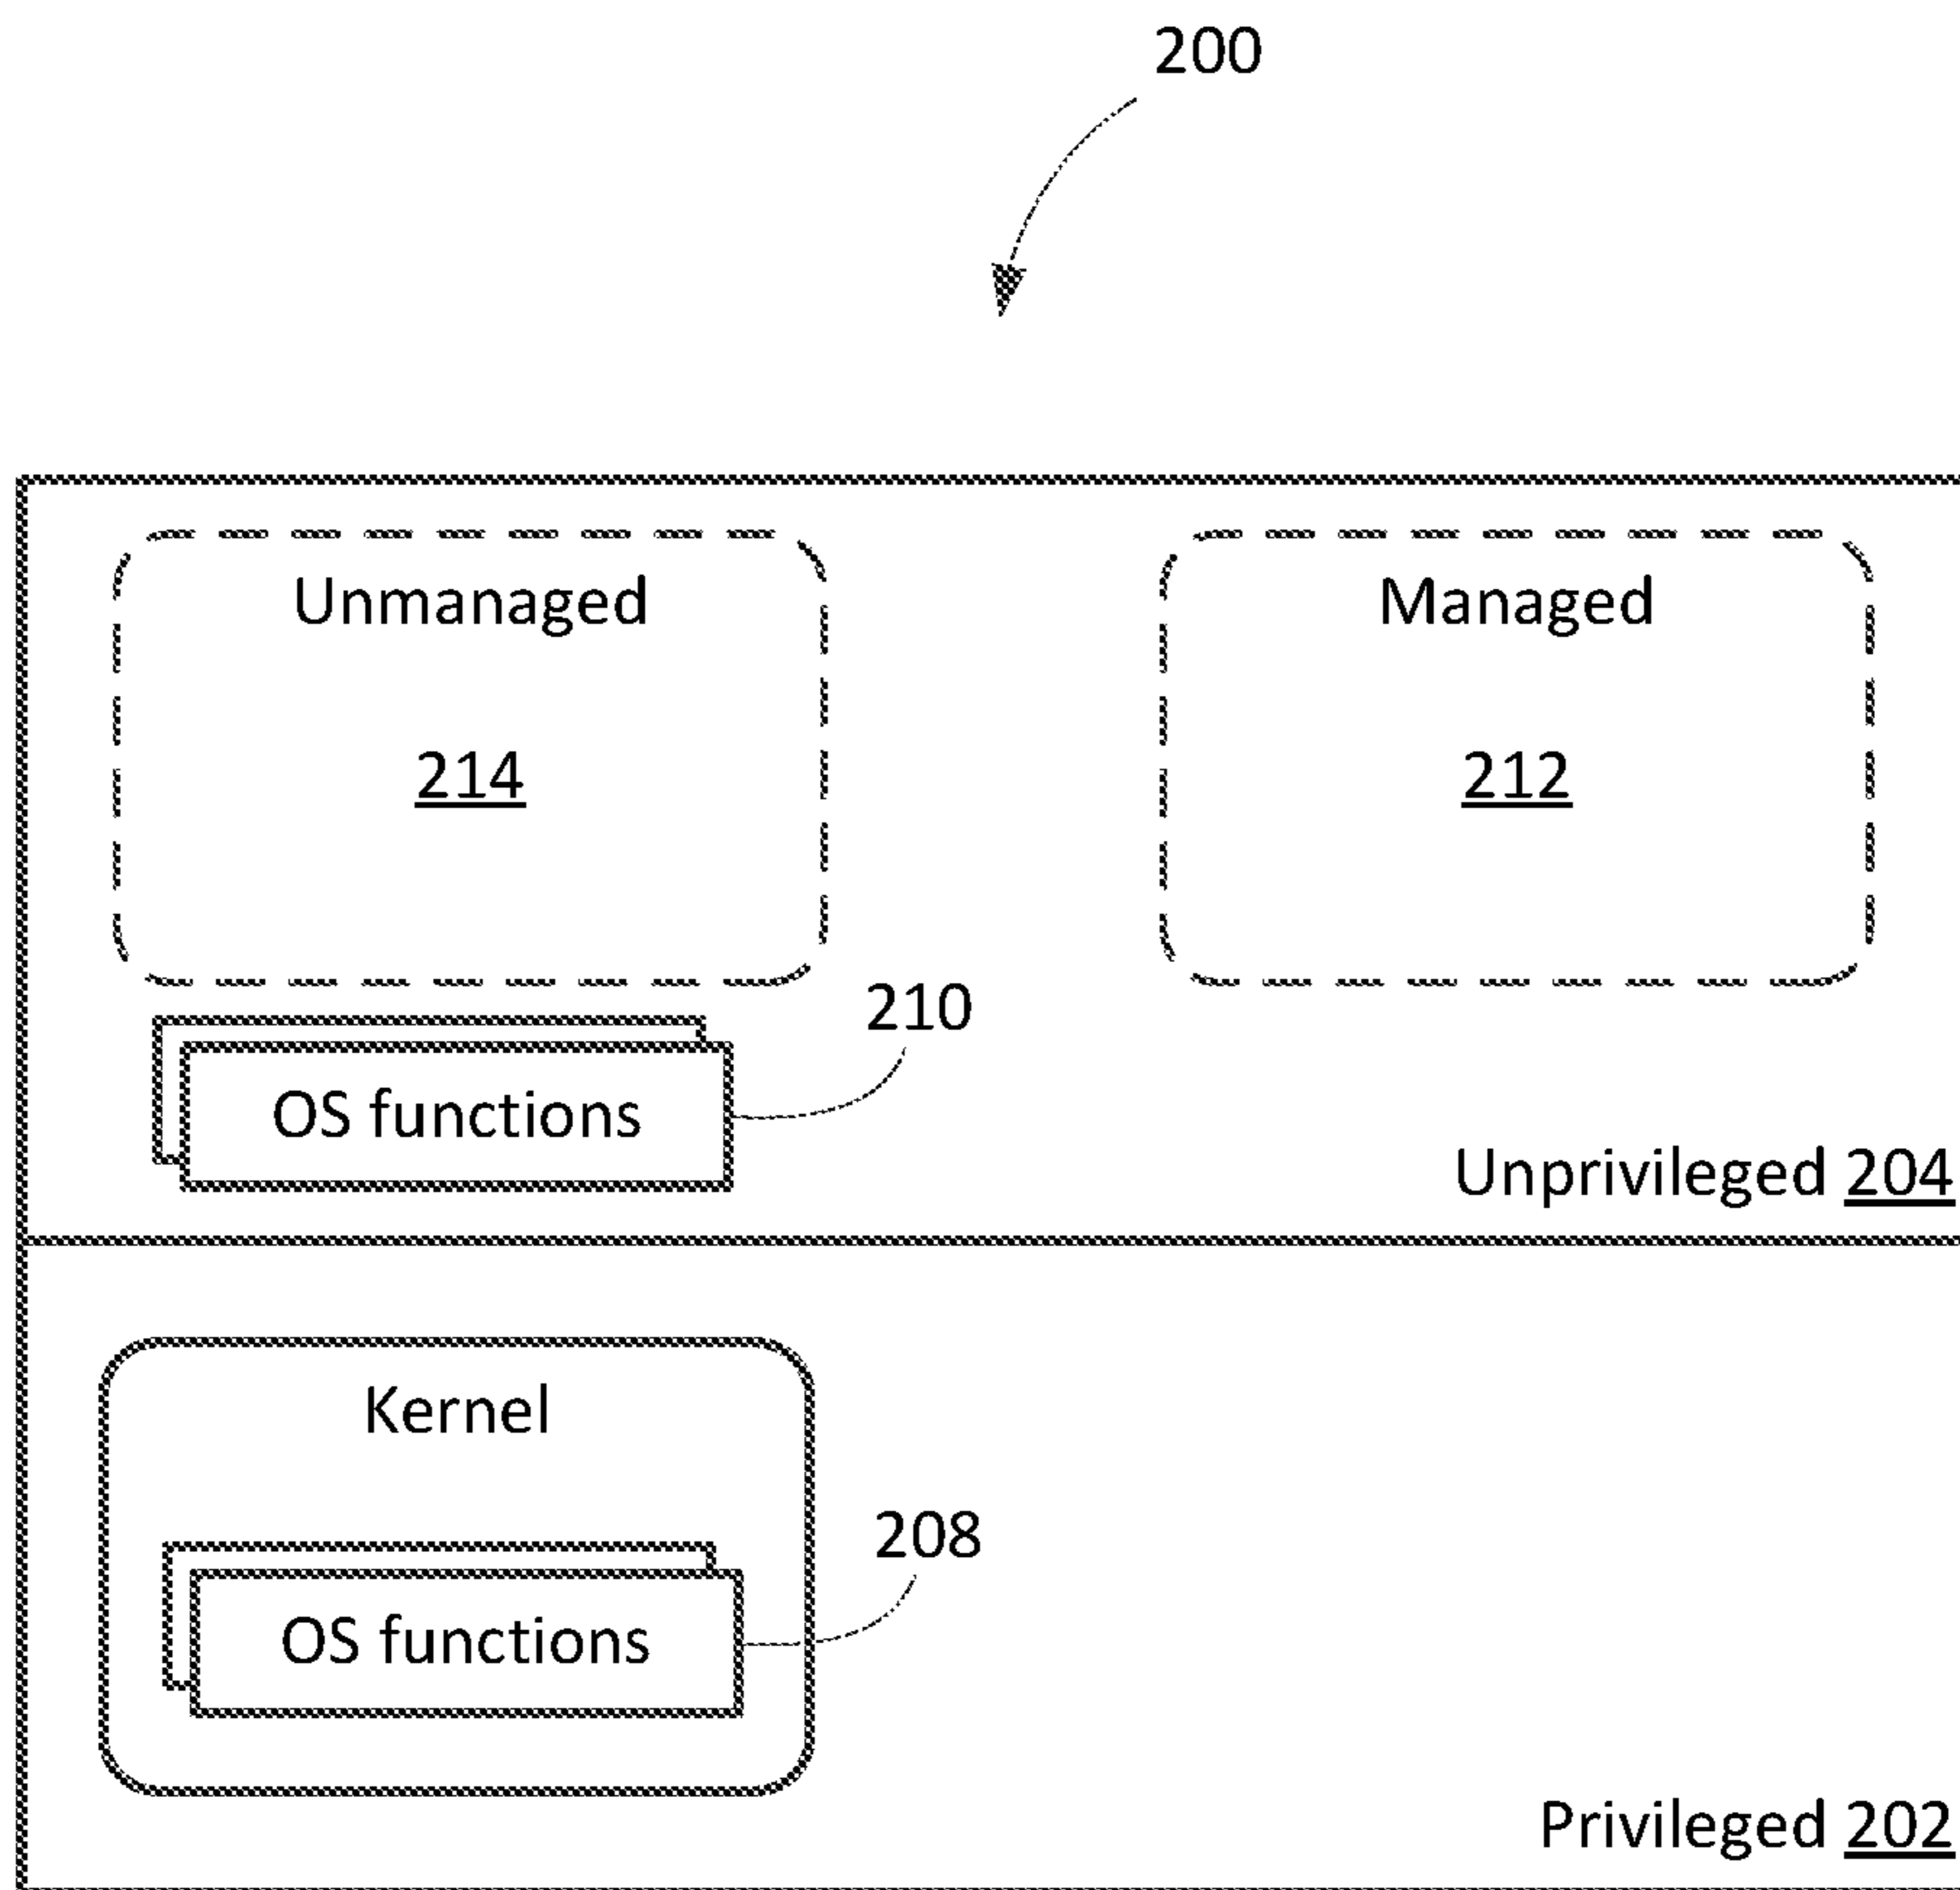 200
Unmanaged
214
Managed
212
210
OS functions
Unprivileged 204
Kernel
208
OS functions
Privileged 202